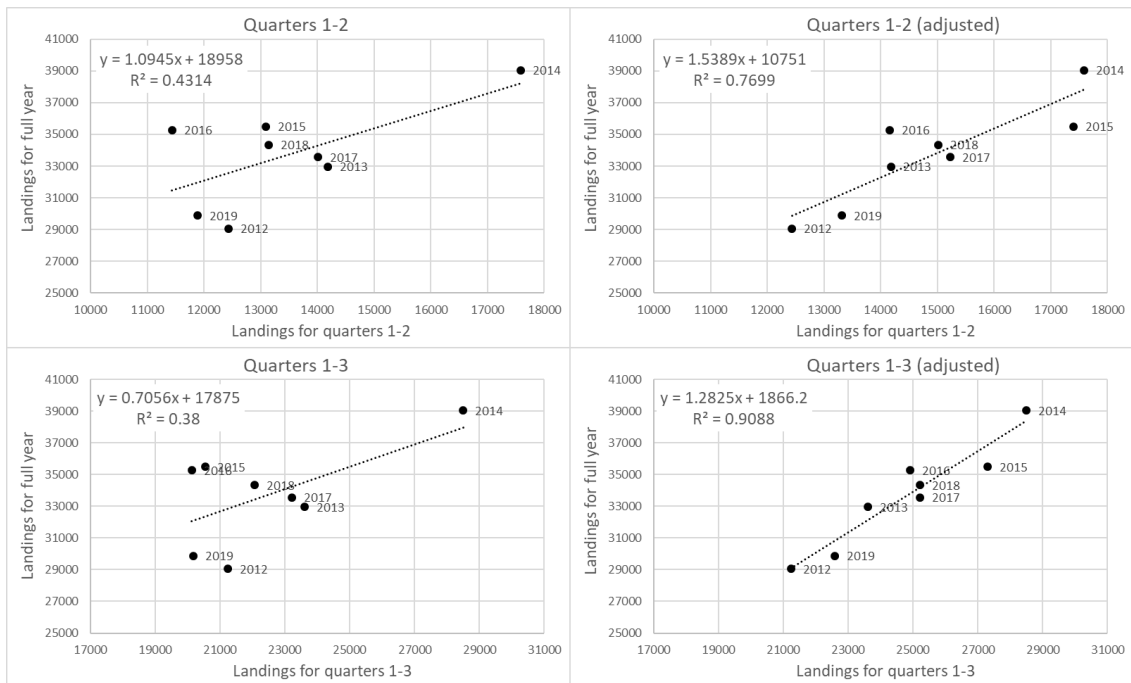 Quarters 1-2
y = 1.0945x + 18958
R² = 0.4314
41000
39000
37000
35000
33000
31000
29000
27000
25000
Landings for full year
2014
2016
2015
2018
2017
2013
2019
2012
10000 11000 12000 13000 14000 15000 16000 17000 18000
Landings for quarters 1-2
Quarters 1-2 (adjusted)
y = 1.5389x + 10751
R² = 0.7699
41000
39000
37000
35000
33000
31000
29000
27000
25000
Landings for full year
2014
2016
2015
2018
2017
2013
2019
2012
10000 11000 12000 13000 14000 15000 16000 17000 18000
Landings for quarters 1-2
Quarters 1-3
y = 0.7056x + 17875
R² = 0.38
41000
39000
37000
35000
33000
31000
29000
27000
25000
Landings for full year
2014
2015
2016
2018
2017
2013
2019
2012
17000 19000 21000 23000 25000 27000 29000 31000
Landings for quarters 1-3
Quarters 1-3 (adjusted)
y = 1.2825x + 1866.2
R² = 0.9088
41000
39000
37000
35000
33000
31000
29000
27000
25000
Landings for full year
2014
2016
2015
2018
2017
2013
2019
2012
17000 19000 21000 23000 25000 27000 29000 31000
Landings for quarters 1-3